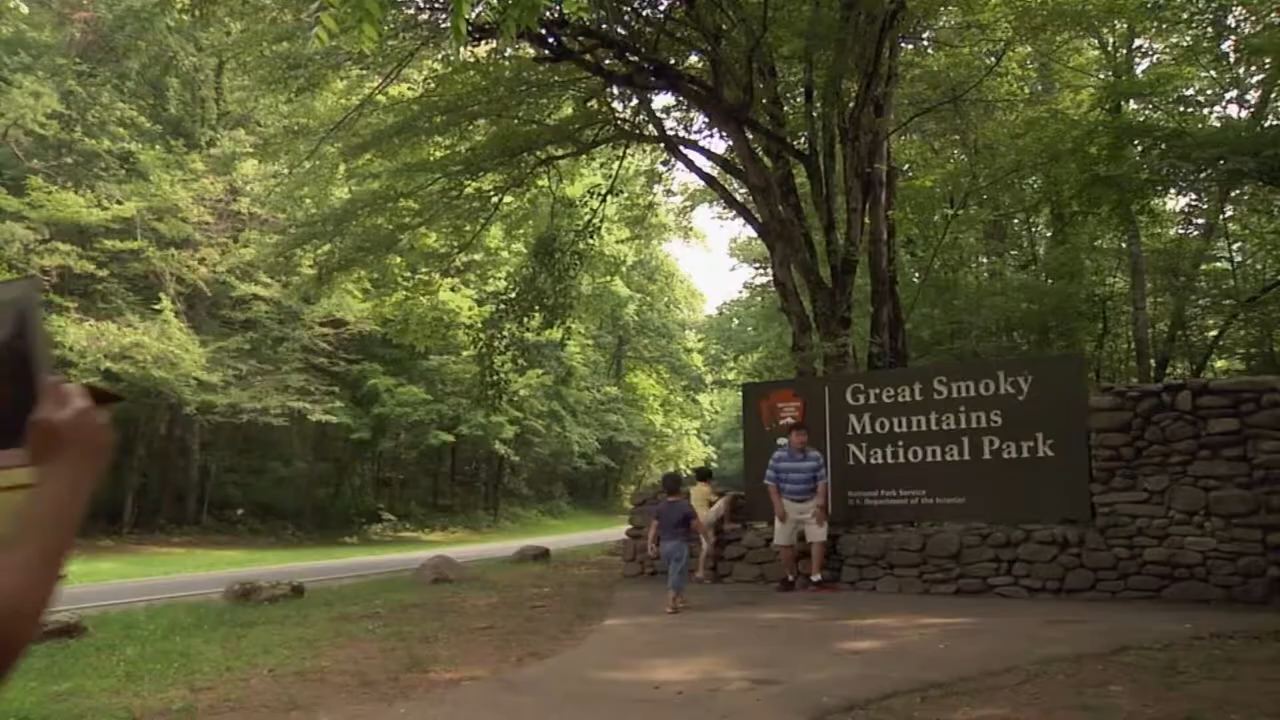 Great Smoky
Mountains
National Park
National Park Service
U.S. Department of the Interior